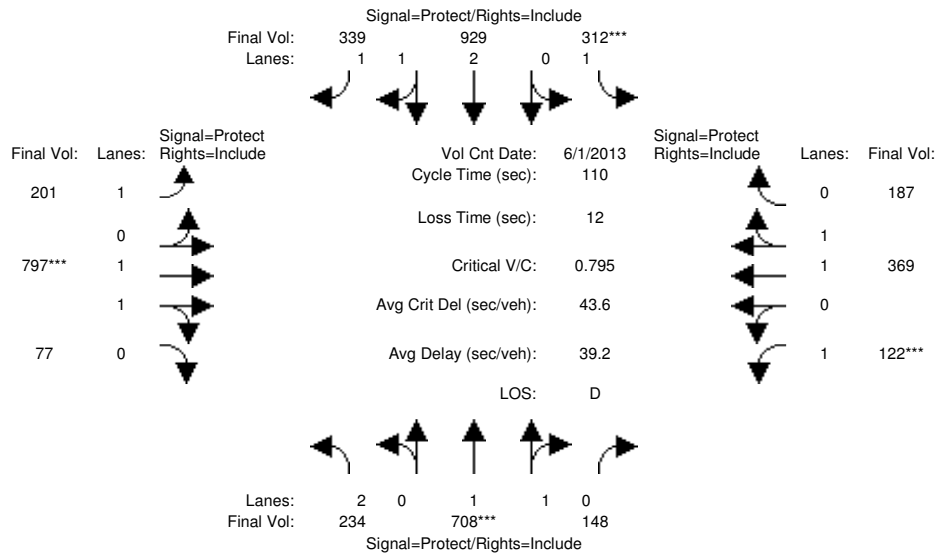 Signal=Protect/Rights=Include
Final Vol: 339 929 312***
Lanes: 1 1 2 0 1
Signal=Protect
Final Vol: Lanes: Rights=Include
Vol Cnt Date: 6/1/2013
Signal=Protect
Rights=Include Lanes: Final Vol:
Cycle Time (sec): 110
201 1
0 187
Loss Time (sec): 12
0
1
797*** 1
Critical V/C: 0.795
1 369
1
Avg Crit Del (sec/veh): 43.6
0
77 0
Avg Delay (sec/veh): 39.2
1 122***
LOS: D
Lanes: 2 0 1 1 0
Final Vol: 234 708*** 148
Signal=Protect/Rights=Include